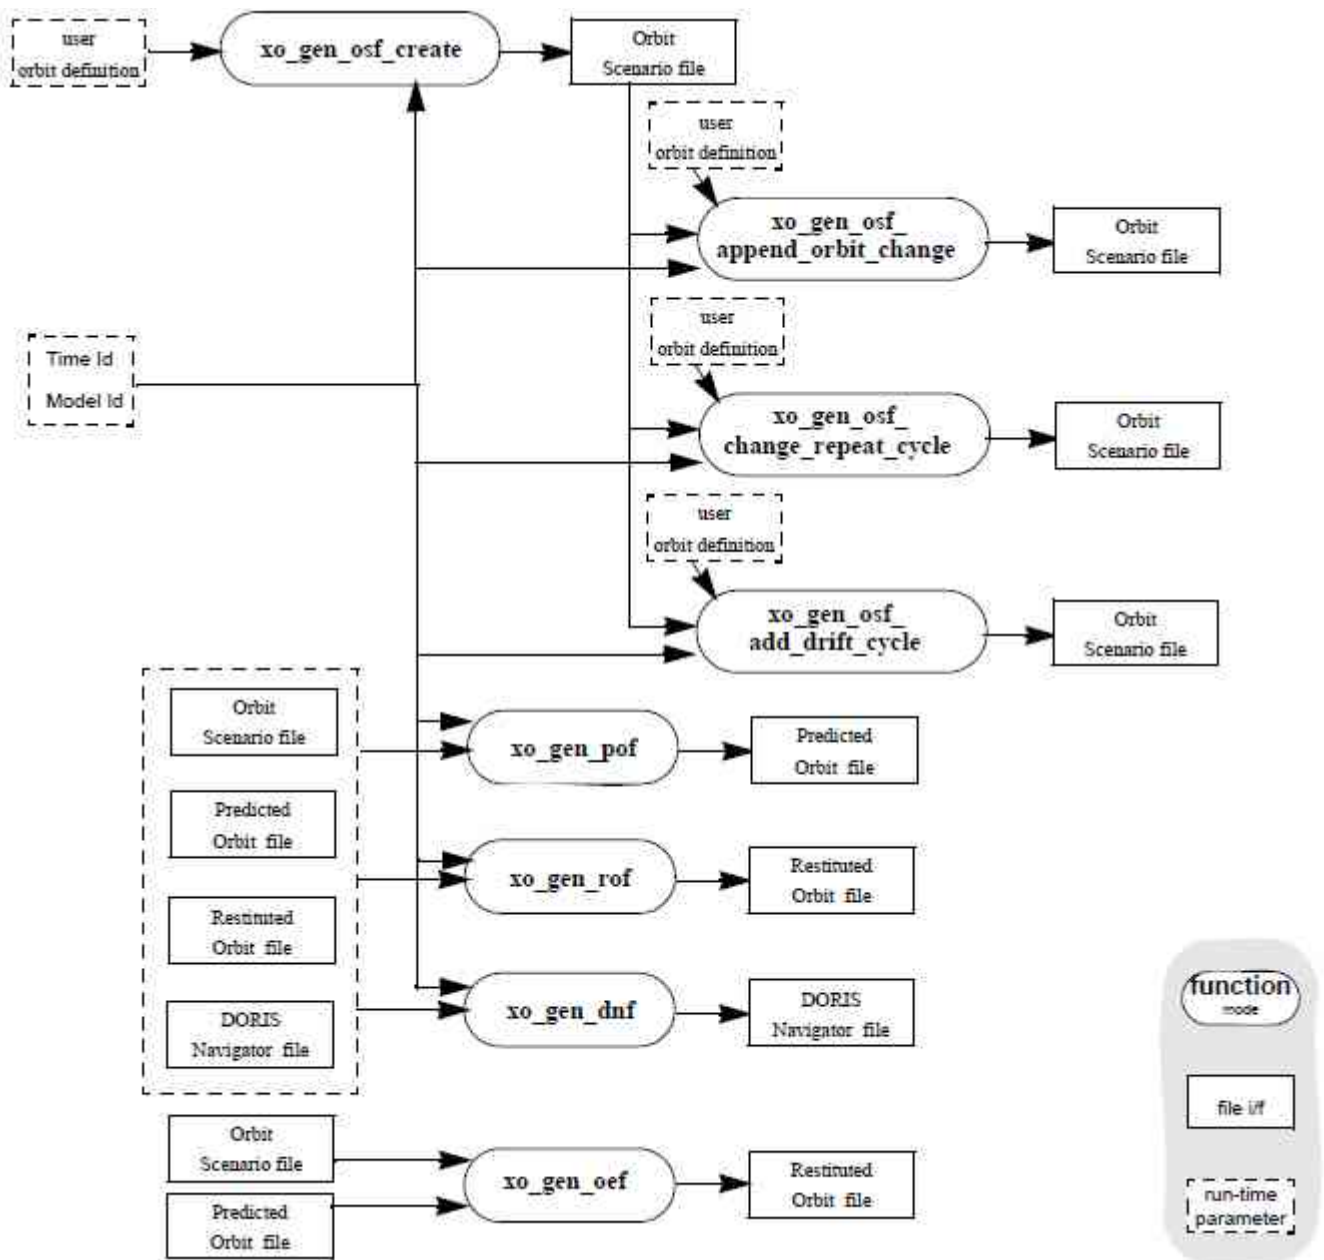 user
orbit definition
xo_gen_osf_create
Orbit
Scenario file
user
orbit definition
xo_gen_osf_
append_orbit_change
Orbit
Scenario file
user
orbit definition
Time Id
Model Id
xo_gen_osf_
change_repeat_cycle
Orbit
Scenario file
user
orbit definition
xo_gen_osf_
add_drift_cycle
Orbit
Scenario file
Orbit
Scenario file
xo_gen_pof
Predicted
Orbit file
Predicted
Orbit file
xo_gen_rof
Restituted
Orbit file
Restituted
Orbit file
DORIS
Navigator file
xo_gen_dnf
DORIS
Navigator file
function
mode
file i/f
run-time
parameter
Orbit
Scenario file
xo_gen_oef
Restituted
Orbit file
Predicted
Orbit file